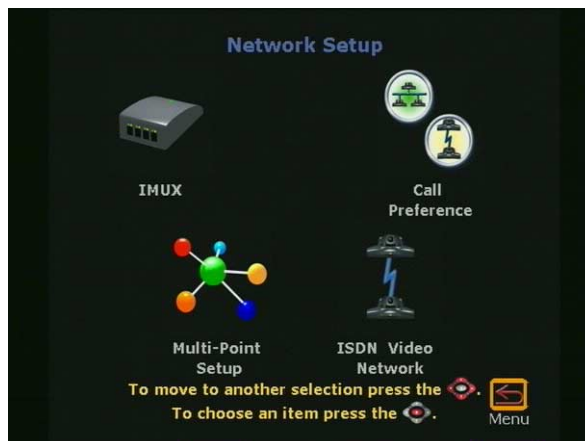 Network Setup
IMUX
Call
Preference
Multi-Point
Setup
ISDN Video
Network
To move to another selection press the .
To choose an item press the .
Menu